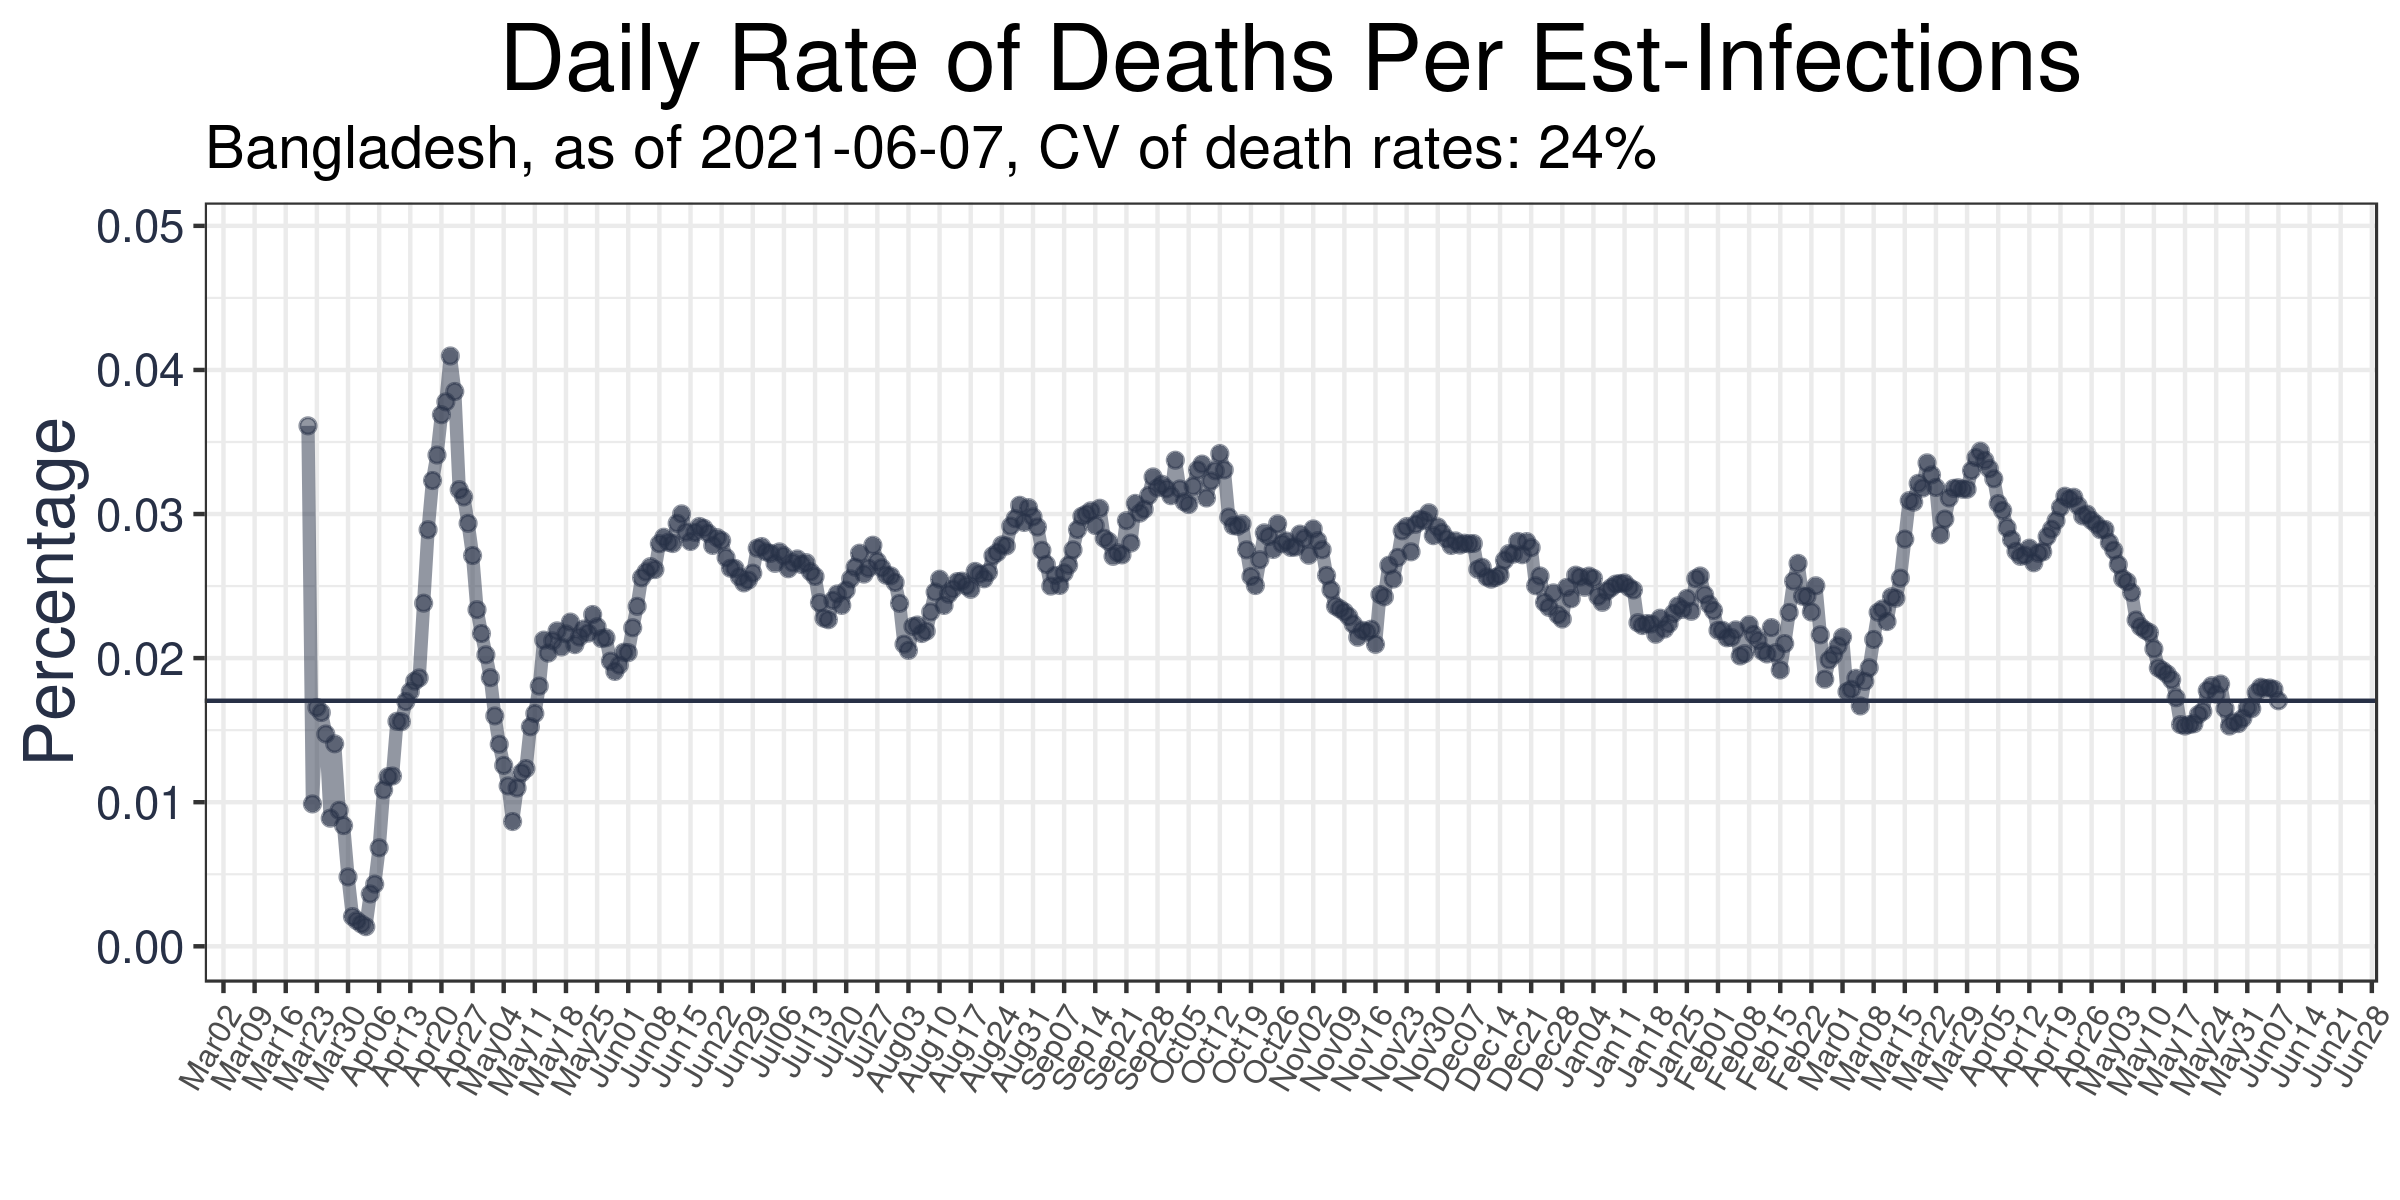 Daily Rate of Deaths Per Est-Infections
Bangladesh, as of 2021-06-07, CV of death rates: 24%
Percentage
0.05
0.04
0.03
0.02
0.01
0.00
Mar02 Mar09 Mar16 Mar23 Mar30 Apr06 Apr13 Apr20 Apr27 May04 May11 May18 May25 Jun01 Jun08 Jun15 Jun22 Jun29 Jul06 Jul13 Jul20 Jul27 Aug03 Aug10 Aug17 Aug24 Aug31 Sep07 Sep14 Sep21 Sep28 Oct05 Oct12 Oct19 Oct26 Nov02 Nov09 Nov16 Nov23 Nov30 Dec07 Dec14 Dec21 Dec28 Jan04 Jan11 Jan18 Jan25 Feb01 Feb08 Feb15 Feb22 Mar01 Mar08 Mar15 Mar22 Mar29 Apr05 Apr12 Apr19 Apr26 May03 May10 May17 May24 May31 Jun07 Jun14 Jun21 Jun28